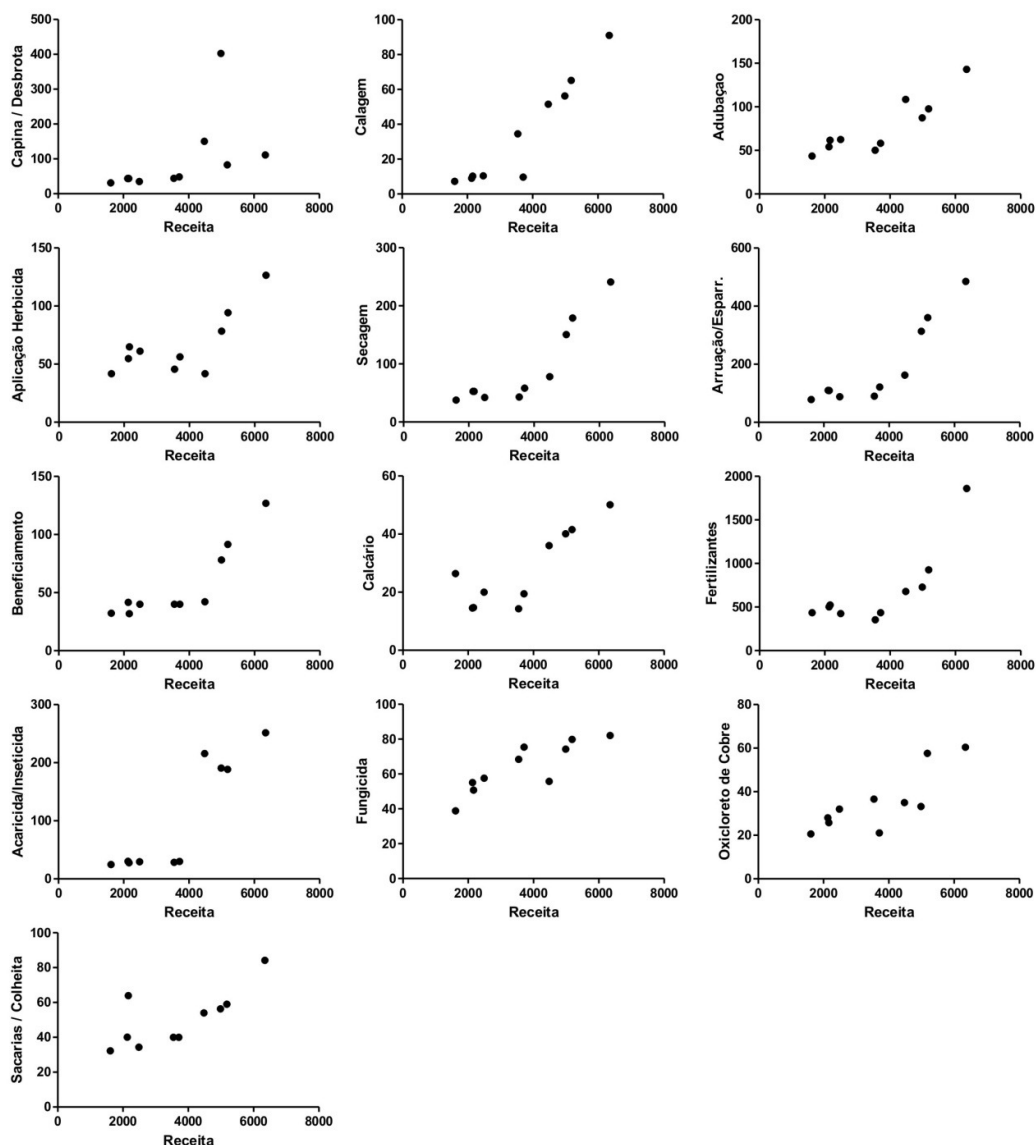 Capina / Desbrota
500
400
300
200
100
0
0 2000 4000 6000 8000
Receita
Calagem
100
80
60
40
20
0
0 2000 4000 6000 8000
Receita
Adubaçao
200
150
100
50
0
0 2000 4000 6000 8000
Receita
Aplicação Herbicida
150
100
50
0
0 2000 4000 6000 8000
Receita
Secagem
300
200
100
0
0 2000 4000 6000 8000
Receita
Arruação/Esparr.
600
400
200
0
0 2000 4000 6000 8000
Receita
Beneficiamento
150
100
50
0
0 2000 4000 6000 8000
Receita
Calcário
60
40
20
0
0 2000 4000 6000 8000
Receita
Fertilizantes
2000
1500
1000
500
0
0 2000 4000 6000 8000
Receita
Acaricida/Inseticida
300
200
100
0
0 2000 4000 6000 8000
Receita
Fungicida
100
80
60
40
20
0
0 2000 4000 6000 8000
Receita
Oxicloreto de Cobre
80
60
40
20
0
0 2000 4000 6000 8000
Receita
Sacarias / Colheita
100
80
60
40
20
0
0 2000 4000 6000 8000
Receita